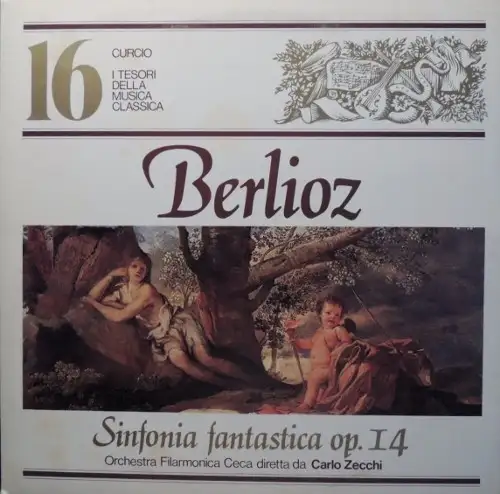 16
CURCIO
I TESORI
DELLA
MUSICA
CLASSICA
Berlioz
Sinfonia fantastica op. 14
Orchestra Filarmonica Ceca diretta da Carlo Zecchi